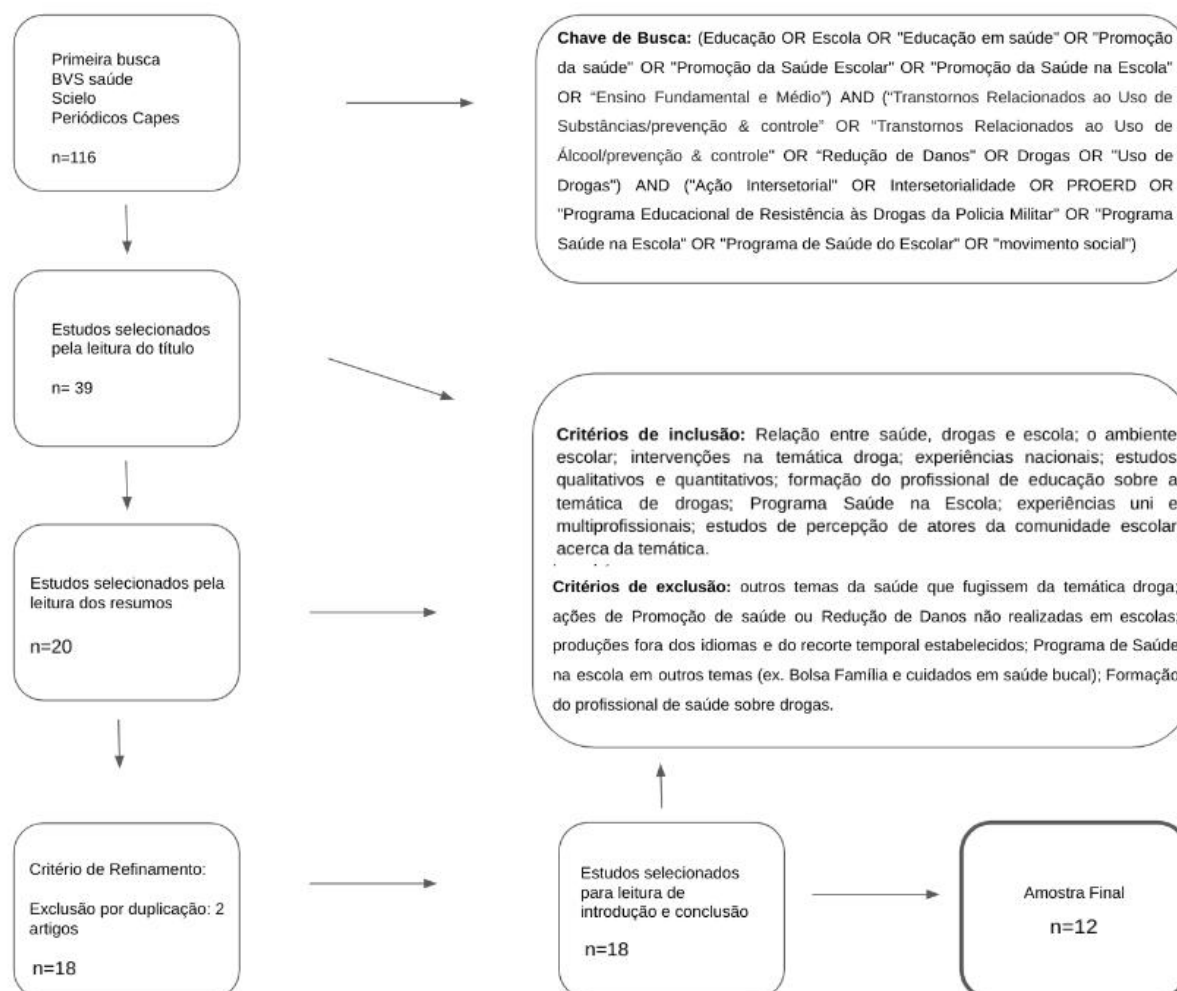 Primeira busca
BVS saúde
Scielo
Periódicos Capes
n=116
Chave de Busca: (Educação OR Escola OR "Educação em saúde" OR "Promoção
da saúde" OR "Promoção da Saúde Escolar" OR "Promoção da Saúde na Escola"
OR “Ensino Fundamental e Médio”) AND (“Transtornos Relacionados ao Uso de
Substâncias/prevenção & controle” OR "Transtornos Relacionados ao Uso de
Álcool/prevenção & controle" OR "Redução de Danos" OR Drogas OR "Uso de
Drogas") AND ("Ação Intersetorial" OR Intersetorialidade OR PROERD OR
"Programa Educacional de Resistência às Drogas da Policia Militar" OR "Programa
Saúde na Escola" OR "Programa de Saúde do Escolar" OR "movimento social")
Estudos selecionados
pela leitura do título
n= 39
Critérios de inclusão: Relação entre saúde, drogas e escola; o ambiente
escolar; intervenções na temática droga; experiências nacionais; estudos
qualitativos e quantitativos; formação do profissional de educação sobre a
temática de drogas; Programa Saúde na Escola; experiências uni e
multiprofissionais; estudos de percepção de atores da comunidade escolar
acerca da temática.
Critérios de exclusão: outros temas da saúde que fugissem da temática droga;
ações de Promoção de saúde ou Redução de Danos não realizadas em escolas;
produções fora dos idiomas e do recorte temporal estabelecidos; Programa de Saúde
na escola em outros temas (ex. Bolsa Família e cuidados em saúde bucal); Formação
do profissional de saúde sobre drogas.
Estudos selecionados pela
leitura dos resumos
n=20
Critério de Refinamento:
Exclusão por duplicação: 2
artigos
n=18
Estudos selecionados
para leitura de
introdução e conclusão
n=18
Amostra Final
n=12